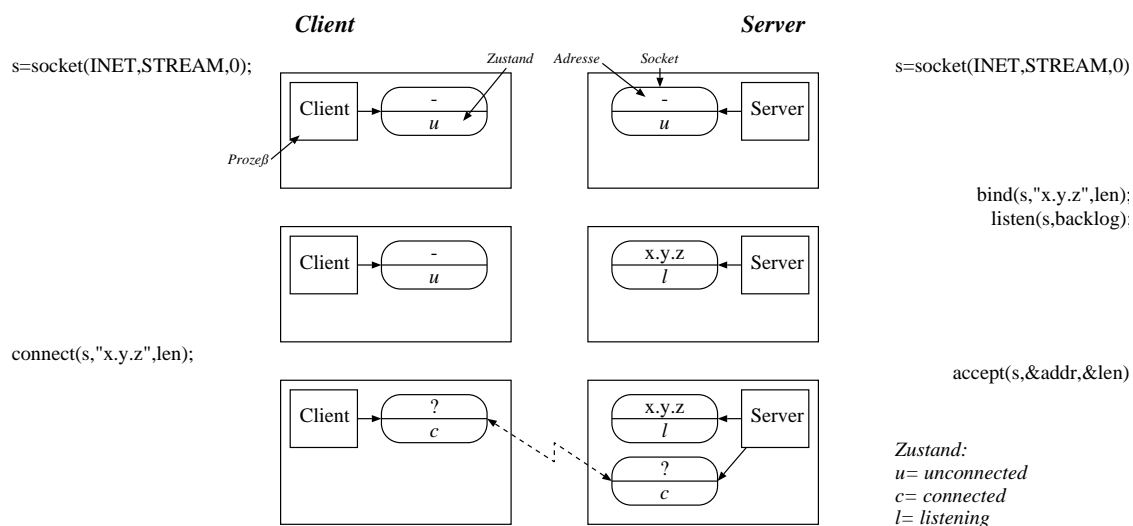 Client Server
s=socket(INET,STREAM,0);
Zustand Adresse Socket
s=socket(INET,STREAM,0)
Client
-
u
Prozeß
-
u
Server
bind(s,"x.y.z",len);
listen(s,backlog);
Client
-
u
x.y.z
l
Server
connect(s,"x.y.z",len);
accept(s,&addr,&len)
Client
?
c
x.y.z
l
Server
?
c
Zustand:
u= unconnected
c= connected
l= listening